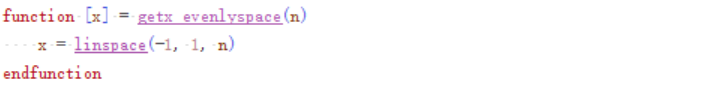 function [x] = getx_evenlyspace(n)
    x = linspace(-1, 1, n)
endfunction